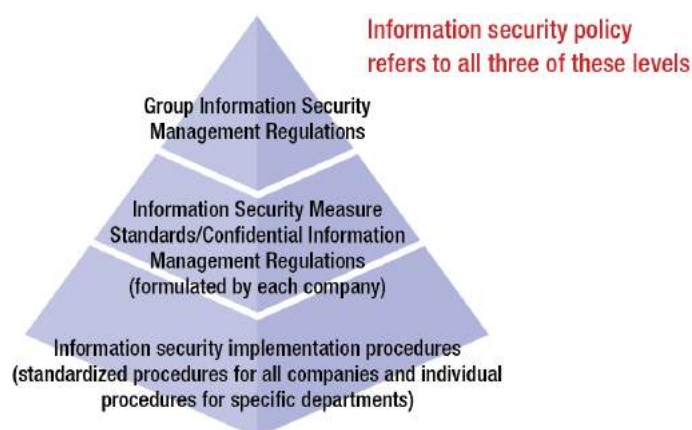 Information security policy
refers to all three of these levels
Group Information Security
Management Regulations
Information Security Measure
Standards/Confidential Information
Management Regulations
(formulated by each company)
Information security implementation procedures
(standardized procedures for all companies and individual
procedures for specific departments)